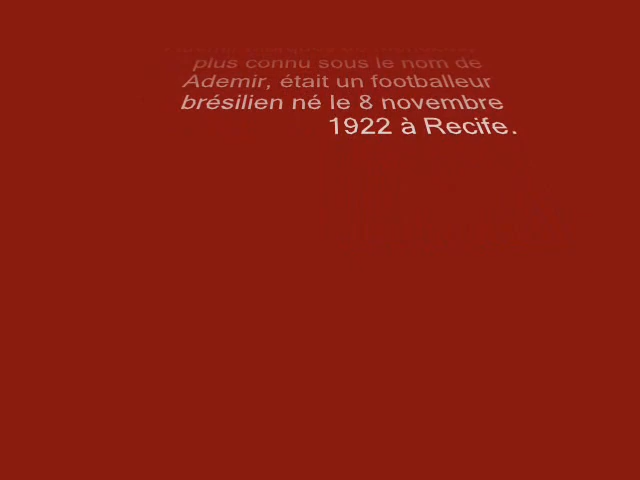 plus connu sous le nom de
Ademir, était un footballeur
brésilien né le 8 novembre
1922 à Recife.